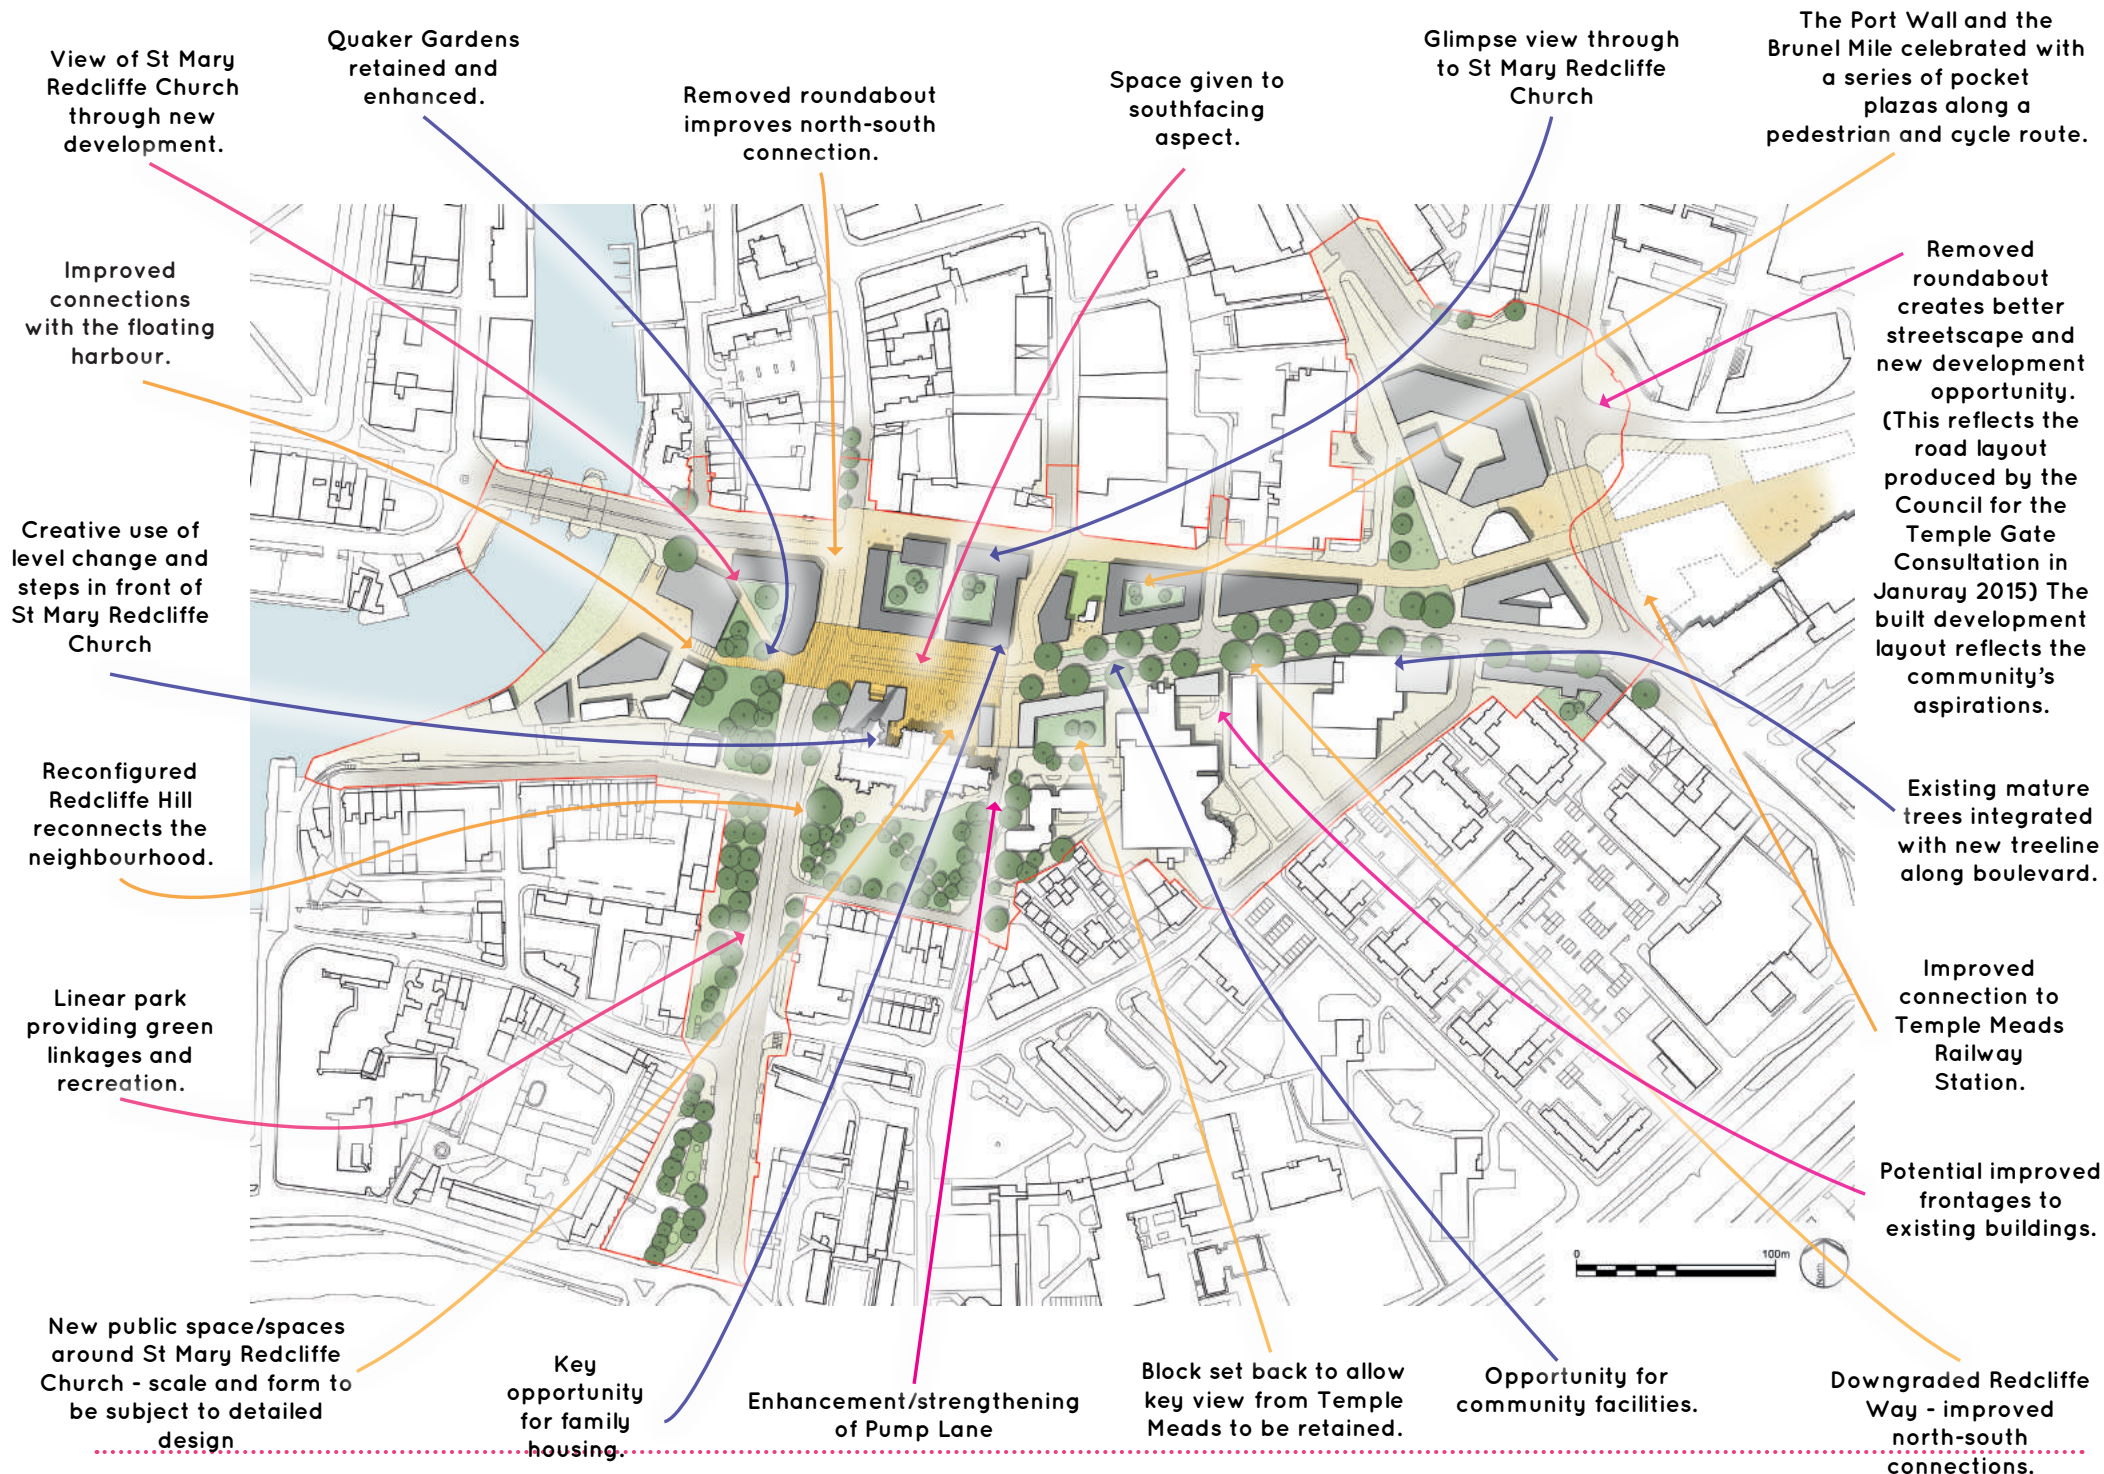 View of St Mary
Redcliffe Church
through new
development.
Quaker Gardens
retained and
enhanced.
Removed roundabout
improves north-south
connection.
Space given to
southfacing
aspect.
Glimpse view through
to St Mary Redcliffe
Church
The Port Wall and the
Brunel Mile celebrated with
a series of pocket
plazas along a
pedestrian and cycle route.
Improved
connections
with the floating
harbour.
Creative use of
level change and
steps in front of
St Mary Redcliffe
Church
Reconfigured
Redcliffe Hill
reconnects the
neighbourhood.
Linear park
providing green
linkages and
recreation.
Removed
roundabout
creates better
streetscape and
new development
opportunity.
(This reflects the
road layout
produced by the
Council for the
Temple Gate
Consultation in
Januray 2015) The
built development
layout reflects the
community's
aspirations.
Existing mature
trees integrated
with new treeline
along boulevard.
Improved
connection to
Temple Meads
Railway
Station.
Potential improved
frontages to
existing buildings.
0 100m
North
New public space/spaces
around St Mary Redcliffe
Church - scale and form to
be subject to detailed
design
Key
opportunity
for family
housing.
Enhancement/strengthening
of Pump Lane
Block set back to allow
key view from Temple
Meads to be retained.
Opportunity for
community facilities.
Downgraded Redcliffe
Way - improved
north-south
connections.